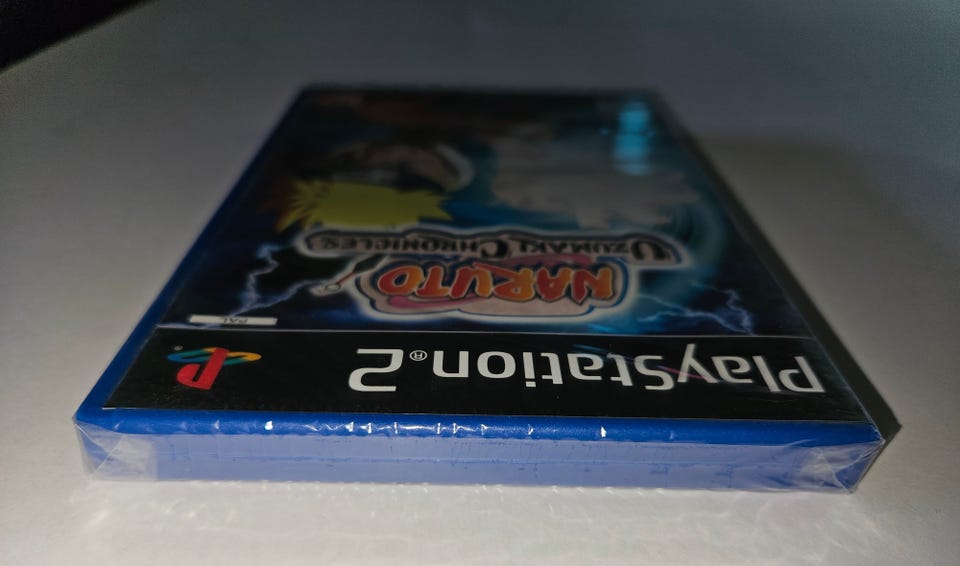 PlayStation®2
PAL
NARUTO
UZUMAKI CHRONICLES